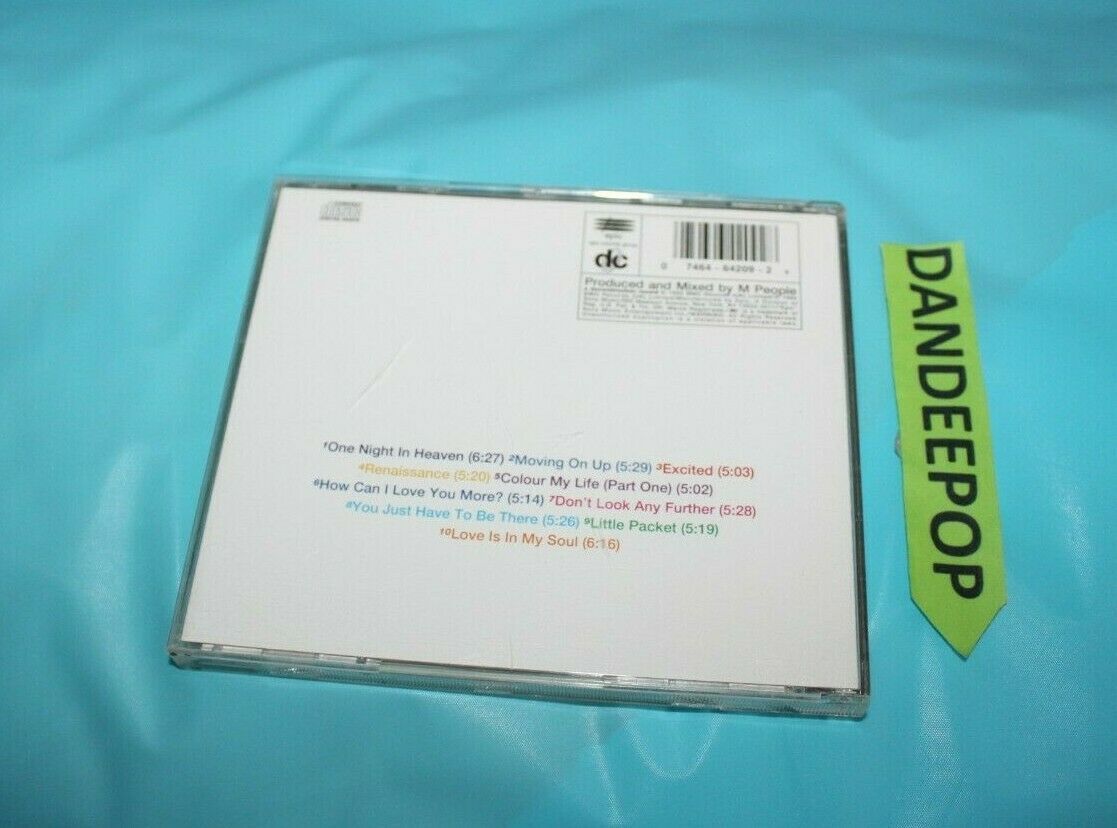 dc
0 7464-64209-2
Produced and Mixed by M People
¹One Night In Heaven (6:27) ²Moving On Up (5:29) ³Excited (5:03)
⁴Renaissance (5:20) ⁵Colour My Life (Part One) (5:02)
⁶How Can I Love You More? (5:14) ⁷Don't Look Any Further (5:28)
⁸You Just Have To Be There (5:26) ⁹Little Packet (5:19)
¹⁰Love Is In My Soul (6:16)
DANDEEPOP